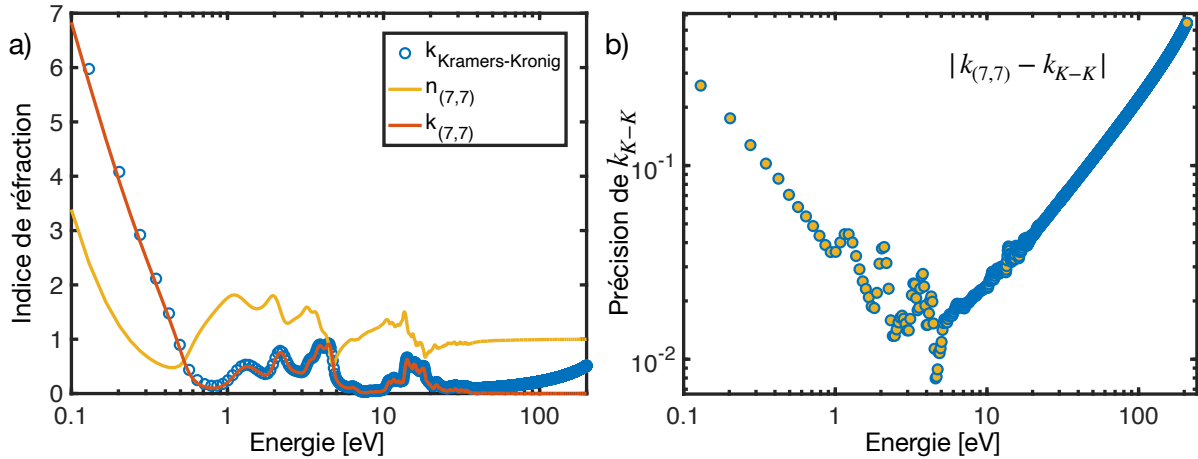 a)
7
6
5
4
3
2
1
0
Indice de réfraction
k Kramers-Kronig
n (7,7)
k (7,7)
0.1
1
10
100
Energie [eV]
b)
|k(7,7) − kK−K|
Précision de kK−K
10-1
10-2
0.1
1
10
100
Energie [eV]